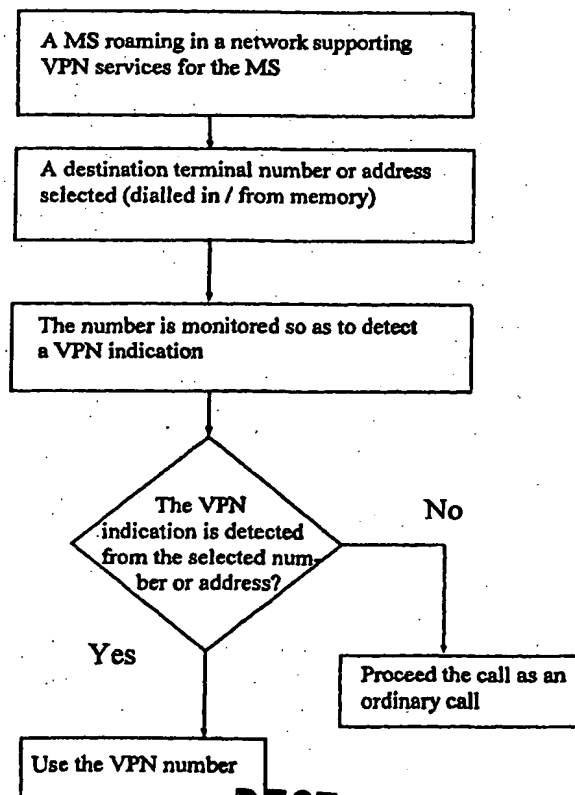 A MS roaming in a network supporting
VPN services for the MS
A destination terminal number or address
selected (dialled in / from memory)
The number is monitored so as to detect
a VPN indication
The VPN
indication is detected
from the selected num-
ber or address?
No
Yes
Proceed the call as an
ordinary call
Use the VPN number